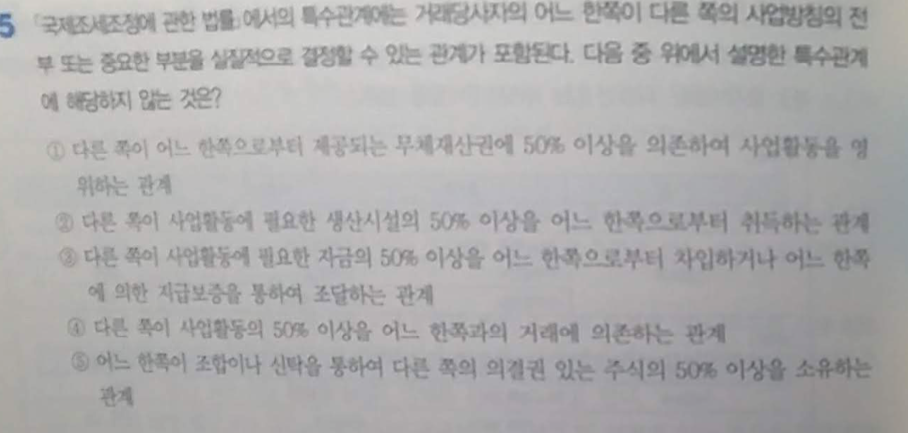 5 「국제조세조정에 관한 법률」에서의 특수관계에는 거래당사자의 어느 한쪽이 다른 쪽의 사업방침의 전
부 또는 중요한 부분을 실질적으로 결정할 수 있는 관계가 포함된다. 다음 중 위에서 설명한 특수관계
에 해당하지 않는 것은?
① 다른 쪽이 어느 한쪽으로부터 제공되는 무체재산권에 50% 이상을 의존하여 사업활동을 영
위하는 관계
② 다른 쪽이 사업활동에 필요한 생산시설의 50% 이상을 어느 한쪽으로부터 취득하는 관계
③ 다른 쪽이 사업활동에 필요한 자금의 50% 이상을 어느 한쪽으로부터 차입하거나 어느 한쪽
에 의한 지급보증을 통하여 조달하는 관계
④ 다른 쪽이 사업활동의 50% 이상을 어느 한쪽과의 거래에 의존하는 관계
⑤ 어느 한쪽이 조합이나 신탁을 통하여 다른 쪽의 의결권 있는 주식의 50% 이상을 소유하는
관계